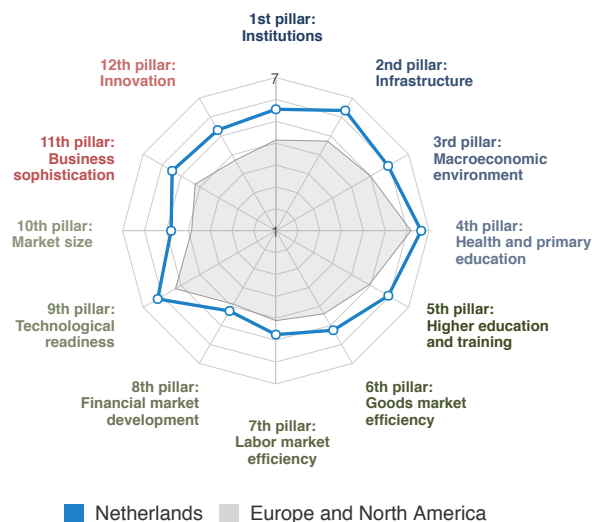 1st pillar:
Institutions
2nd pillar:
Infrastructure
3rd pillar:
Macroeconomic
environment
4th pillar:
Health and primary
education
5th pillar:
Higher education
and training
6th pillar:
Goods market
efficiency
7th pillar:
Labor market
efficiency
8th pillar:
Financial market
development
9th pillar:
Technological
readiness
10th pillar:
Market size
11th pillar:
Business
sophistication
12th pillar:
Innovation
7
1
Netherlands
Europe and North America